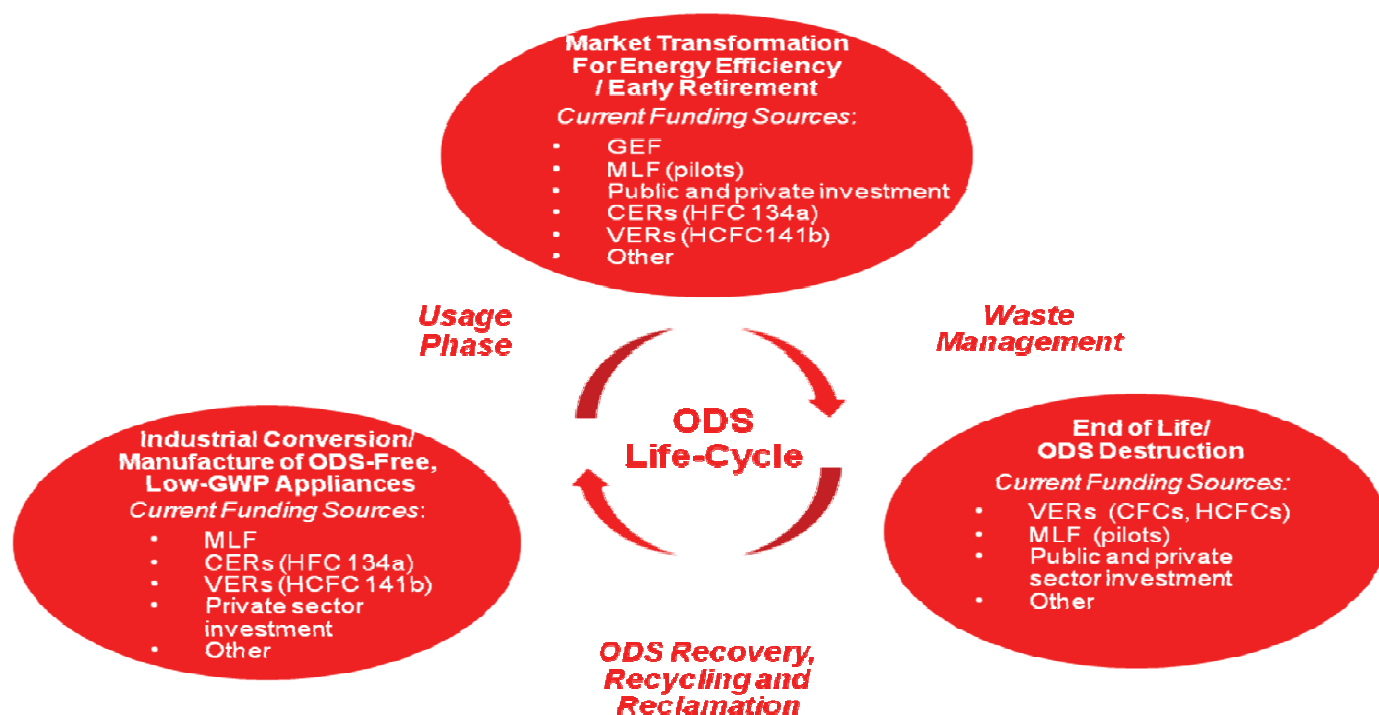 Market Transformation
For Energy Efficiency
/ Early Retirement
Current Funding Sources:
• GEF
• MLF (pilots)
• Public and private investment
• CERs (HFC 134a)
• VERs (HCFC141b)
• Other
Usage
Phase
Waste
Management
ODS
Life-Cycle
Industrial Conversion/
Manufacture of ODS-Free,
Low-GWP Appliances
Current Funding Sources:
• MLF
• CERs (HFC 134a)
• VERs (HCFC 141b)
• Private sector
investment
• Other
End of Life/
ODS Destruction
Current Funding Sources:
• VERs (CFCs, HCFCs)
• MLF (pilots)
• Public and private
sector investment
• Other
ODS Recovery,
Recycling and
Reclamation